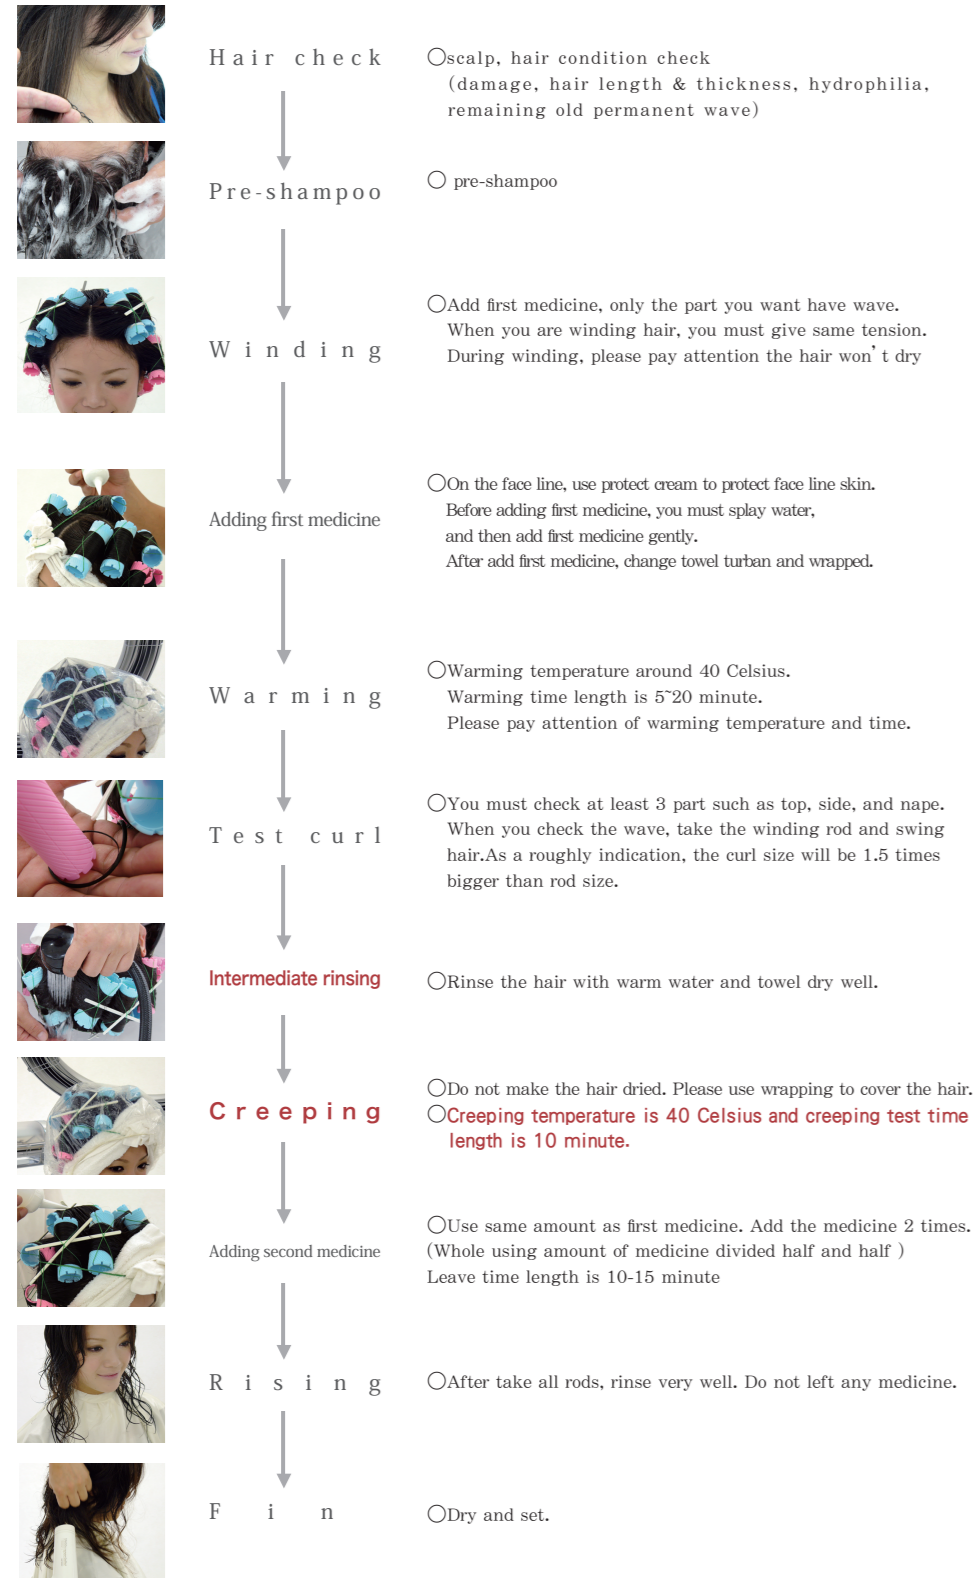 Hair check
○scalp, hair condition check
(damage, hair length & thickness, hydrophilia,
remaining old permanent wave)
Pre-shampoo
○ pre-shampoo
Winding
○Add first medicine, only the part you want have wave.
When you are winding hair, you must give same tension.
During winding, please pay attention the hair won't dry
Adding first medicine
○On the face line, use protect cream to protect face line skin.
Before adding first medicine, you must splay water,
and then add first medicine gently.
After add first medicine, change towel turban and wrapped.
Warming
○Warming temperature around 40 Celsius.
Warming time length is 5~20 minute.
Please pay attention of warming temperature and time.
Test curl
○You must check at least 3 part such as top, side, and nape.
When you check the wave, take the winding rod and swing
hair.As a roughly indication, the curl size will be 1.5 times
bigger than rod size.
Intermediate rinsing
○Rinse the hair with warm water and towel dry well.
Creeping
○Do not make the hair dried. Please use wrapping to cover the hair.
○Creeping temperature is 40 Celsius and creeping test time
length is 10 minute.
Adding second medicine
○Use same amount as first medicine. Add the medicine 2 times.
(Whole using amount of medicine divided half and half )
Leave time length is 10-15 minute
Rising
○After take all rods, rinse very well. Do not left any medicine.
Fin
○Dry and set.